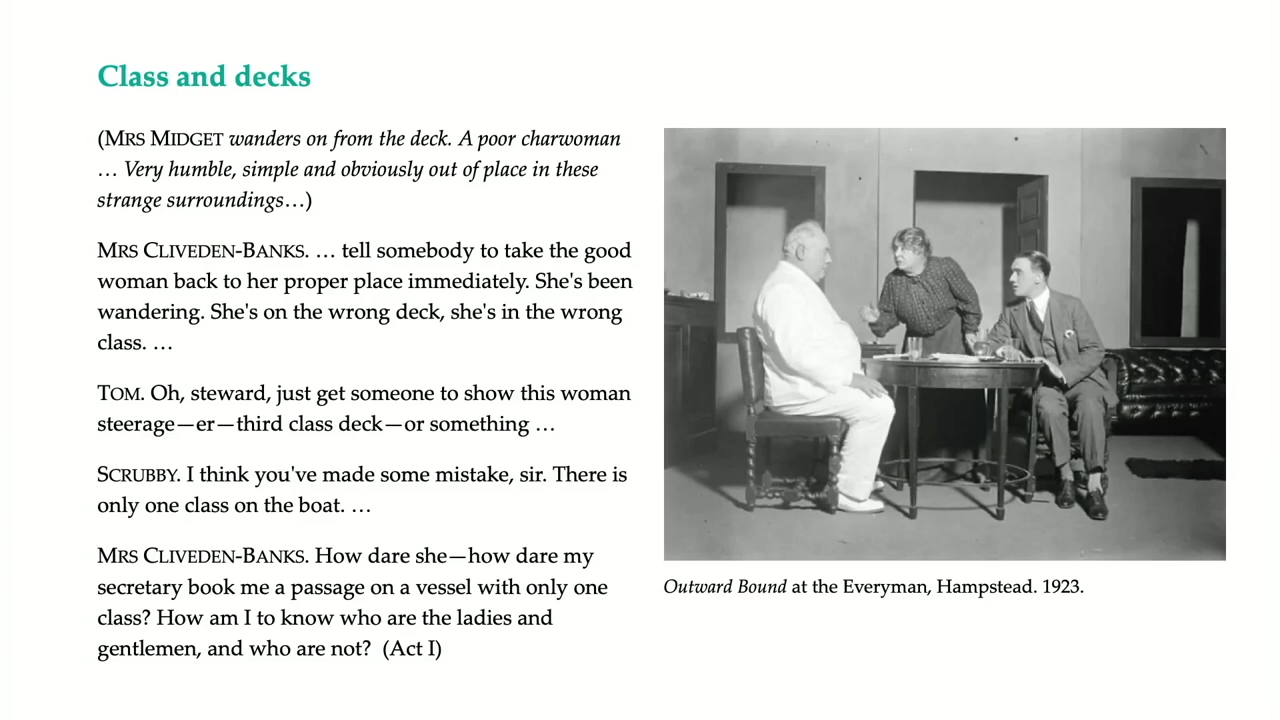 Class and decks
(MRS MIDGET wanders on from the deck. A poor charwoman
… Very humble, simple and obviously out of place in these
strange surroundings…)
MRS CLIVEDEN-BANKS. … tell somebody to take the good
woman back to her proper place immediately. She's been
wandering. She's on the wrong deck, she's in the wrong
class. …
TOM. Oh, steward, just get someone to show this woman
steerage—er—third class deck—or something …
SCRUBBY. I think you've made some mistake, sir. There is
only one class on the boat. …
MRS CLIVEDEN-BANKS. How dare she—how dare my
secretary book me a passage on a vessel with only one
class? How am I to know who are the ladies and
gentlemen, and who are not? (Act I)
Outward Bound at the Everyman, Hampstead. 1923.